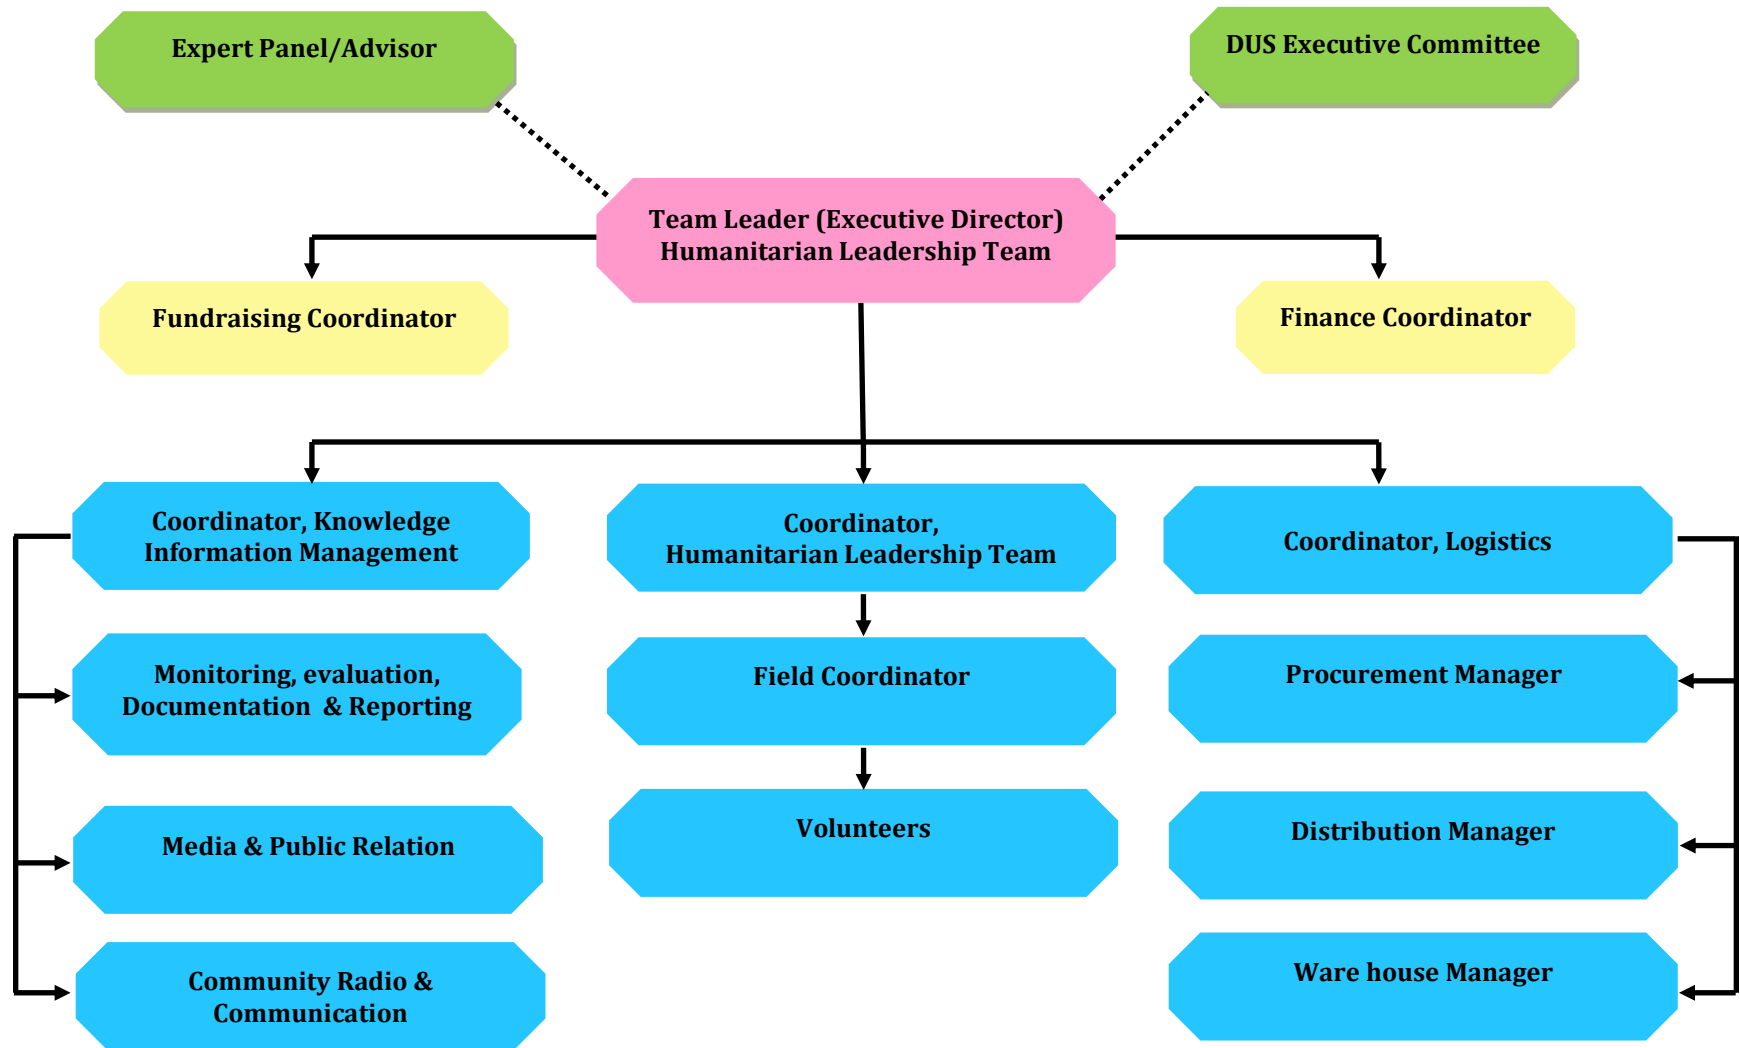 Expert Panel/Advisor
DUS Executive Committee
Team Leader (Executive Director)
Humanitarian Leadership Team
Fundraising Coordinator
Finance Coordinator
Coordinator, Knowledge
Information Management
Coordinator,
Humanitarian Leadership Team
Coordinator, Logistics
Monitoring, evaluation,
Documentation  & Reporting
Field Coordinator
Procurement Manager
Media & Public Relation
Volunteers
Distribution Manager
Community Radio &
Communication
Ware house Manager